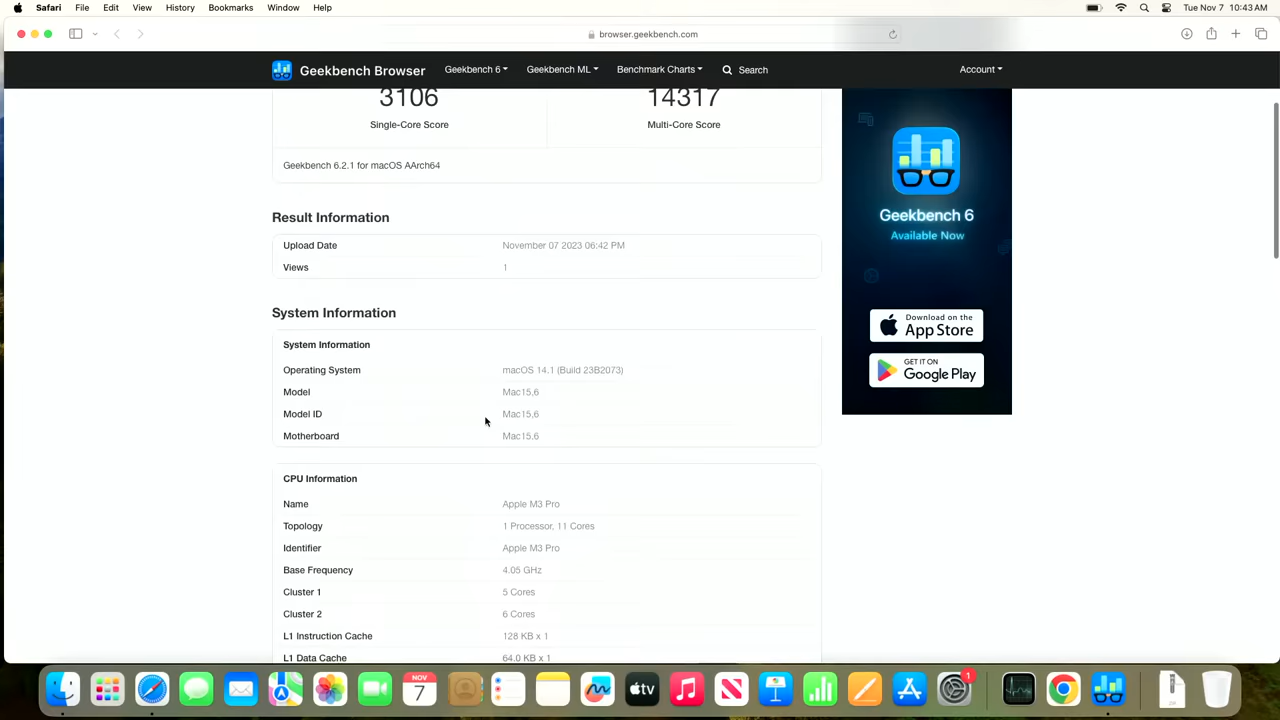 Safari File Edit View History Bookmarks Window Help Tue Nov 7 10:43 AM
browser.geekbench.com
Geekbench Browser Geekbench 6 Geekbench ML Benchmark Charts Search Account
3106 14317
Single-Core Score Multi-Core Score
Geekbench 6.2.1 for macOS AArch64
Result Information
Upload Date November 07 2023 06:42 PM
Views 1
System Information
System Information
Operating System macOS 14.1 (Build 23B2073)
Model Mac15,6
Model ID Mac15,6
Motherboard Mac15,6
CPU Information
Name Apple M3 Pro
Topology 1 Processor, 11 Cores
Identifier Apple M3 Pro
Base Frequency 4.05 GHz
Cluster 1 5 Cores
Cluster 2 6 Cores
L1 Instruction Cache 128 KB x 1
L1 Data Cache 64.0 KB x 1
Geekbench 6
Available Now
Download on the
App Store
GET IT ON
Google Play
NOV
7
tv
1
ZIP